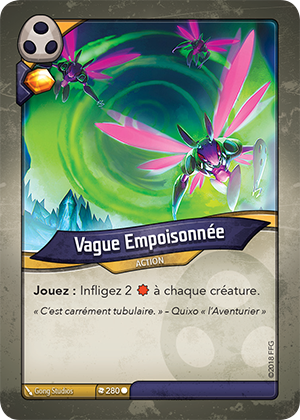 Vague Empoisonnée
ACTION
Jouez : Infligez 2 à chaque créature.
« C'est carrément tubulaire. » – Quixo « l'Aventurier »
©2018 FFG
Gong Studios
280